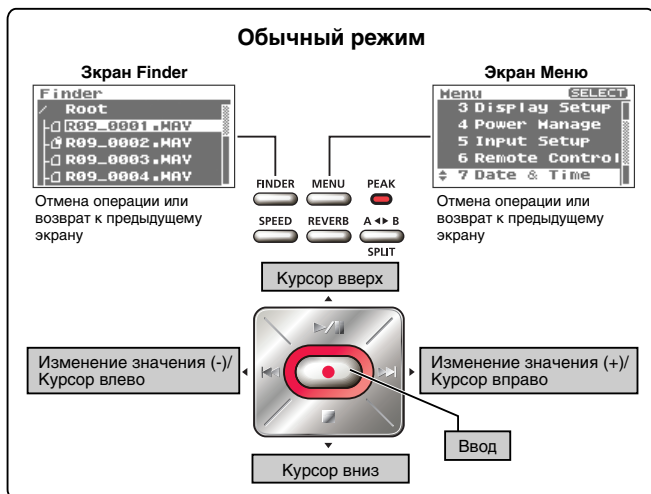 Обычный режим
Зкран Finder
Экран Меню
Finder
Root
R09_0001.WAV
R09_0002.WAV
R09_0003.WAV
R09_0004.WAV
Menu SELECT
3 Display Setup
4 Power Manage
5 Input Setup
6 Remote Control
7 Date & Time
Отмена операции или
возврат к предыдущему
экрану
Отмена операции или
возврат к предыдущему
экрану
FINDER MENU PEAK
SPEED REVERB A ◂▸ B
SPLIT
Курсор вверх
Изменение значения (-)/
Курсор влево
Изменение значения (+)/
Курсор вправо
Ввод
Курсор вниз